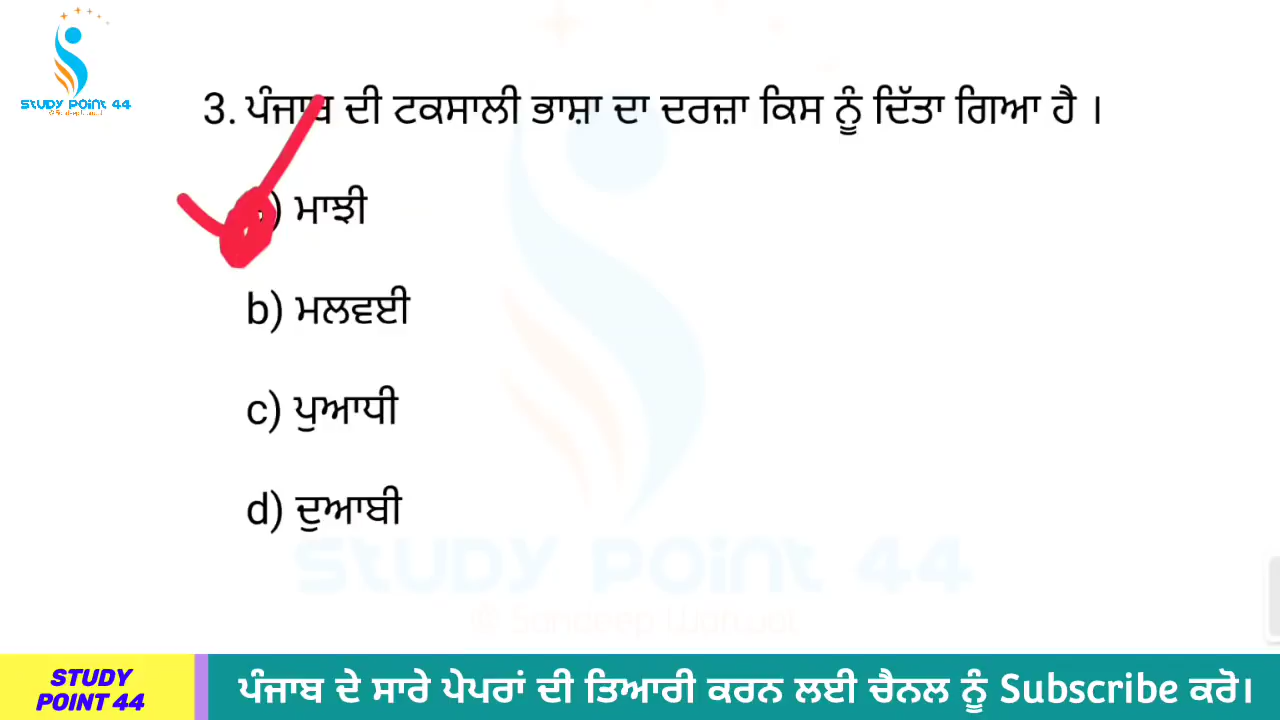 STUDY POINT 44
3. ਪੰਜਾਬ ਦੀ ਟਕਸਾਲੀ ਭਾਸ਼ਾ ਦਾ ਦਰਜ਼ਾ ਕਿਸ ਨੂੰ ਦਿੱਤਾ ਗਿਆ ਹੈ ।
) ਮਾਝੀ
b) ਮਲਵਈ
c) ਪੁਆਧੀ
d) ਦੁਆਬੀ
STUDY POINT 44
STUDY
POINT 44
ਪੰਜਾਬ ਦੇ ਸਾਰੇ ਪੇਪਰਾਂ ਦੀ ਤਿਆਰੀ ਕਰਨ ਲਈ ਚੈਨਲ ਨੂੰ Subscribe ਕਰੋ।